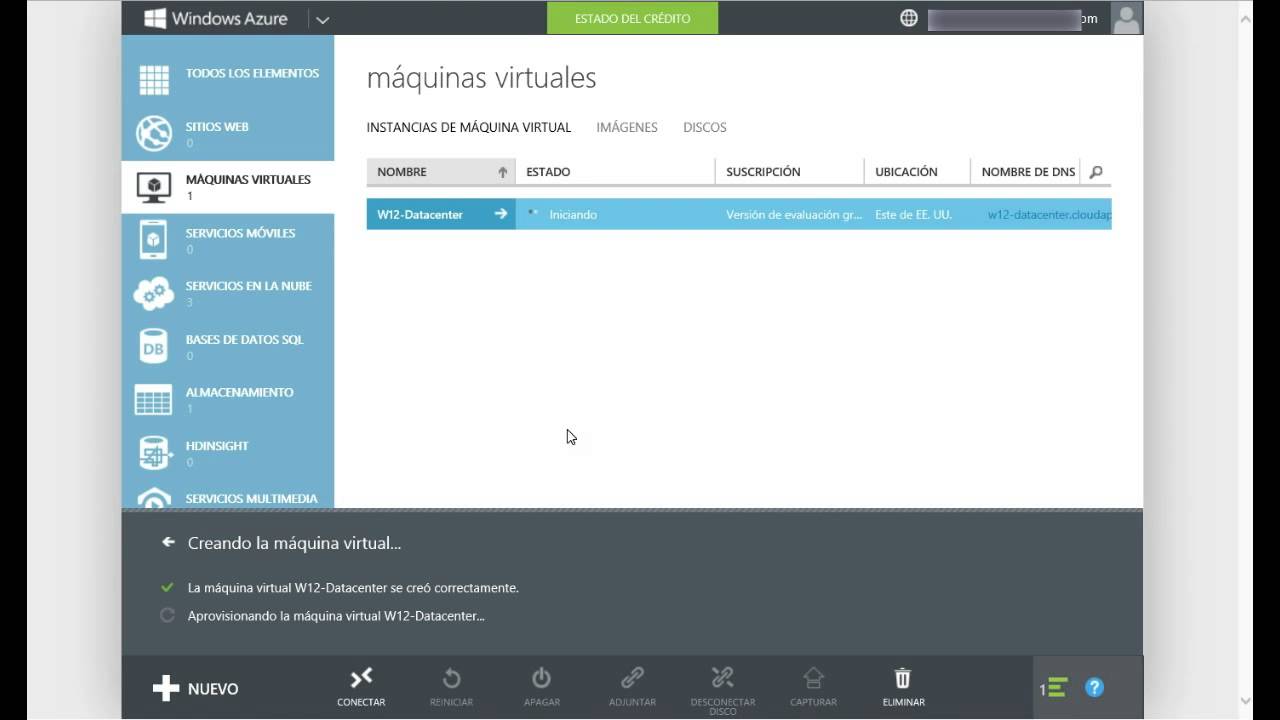 Windows Azure
ESTADO DEL CRÉDITO
om
TODOS LOS ELEMENTOS
SITIOS WEB
0
MÁQUINAS VIRTUALES
1
SERVICIOS MÓVILES
0
SERVICIOS EN LA NUBE
3
BASES DE DATOS SQL
0
DB
ALMACENAMIENTO
1
HDINSIGHT
0
SERVICIOS MULTIMEDIA
máquinas virtuales
INSTANCIAS DE MÁQUINA VIRTUAL IMÁGENES DISCOS
NOMBRE ESTADO SUSCRIPCIÓN UBICACIÓN NOMBRE DE DNS
W12-Datacenter Iniciando Versión de evaluación gr... Este de EE. UU. w12-datacenter.cloudap
Creando la máquina virtual...
La máquina virtual W12-Datacenter se creó correctamente.
Aprovisionando la máquina virtual W12-Datacenter...
NUEVO
CONECTAR
REINICIAR
APAGAR
ADJUNTAR
DESCONECTAR
DISCO
CAPTURAR
ELIMINAR
1
?